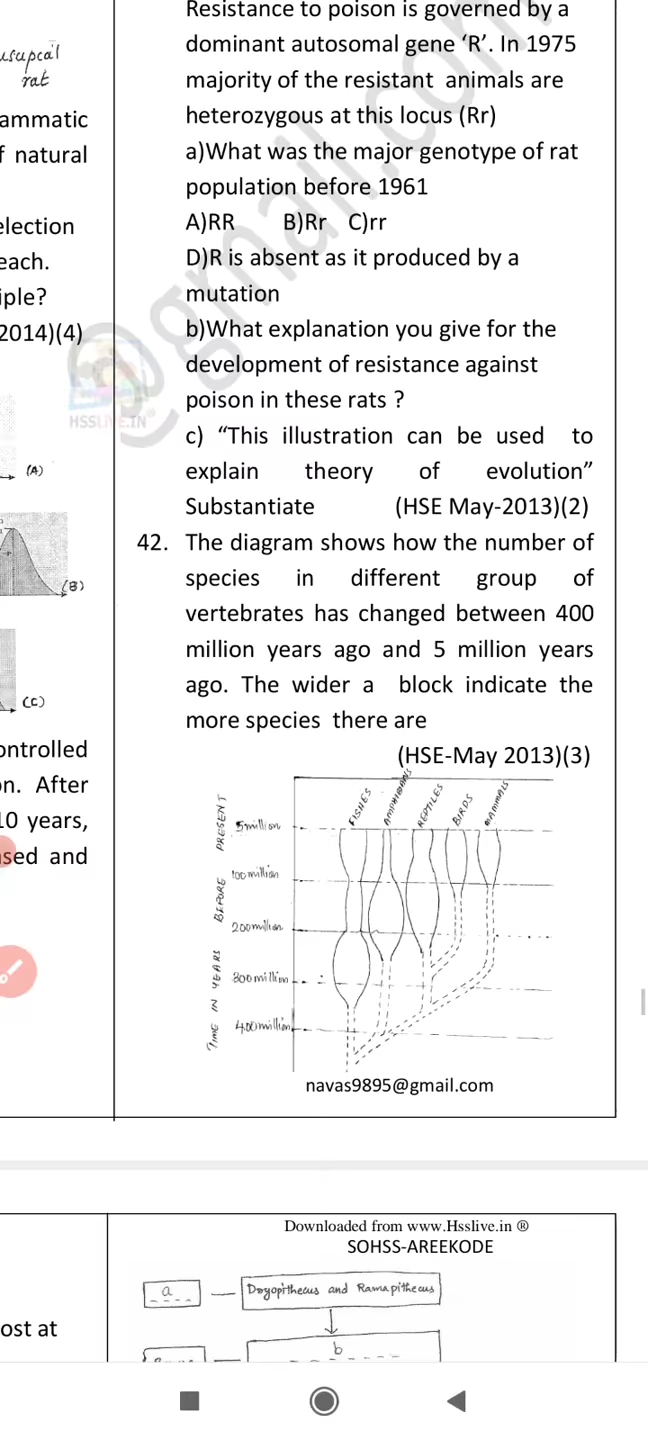 usupcal
rat
ammatic
f natural
election
each.
iple?
2014)(4)
(A)
(B)
(C)
ontrolled
on. After
10 years,
ased and
Resistance to poison is governed by a
dominant autosomal gene ‘R’. In 1975
majority of the resistant animals are
heterozygous at this locus (Rr)
a)What was the major genotype of rat
population before 1961
A)RR B)Rr C)rr
D)R is absent as it produced by a
mutation
b)What explanation you give for the
development of resistance against
poison in these rats ?
c) “This illustration can be used to
explain theory of evolution”
Substantiate (HSE May-2013)(2)
42. The diagram shows how the number of
species in different group of
vertebrates has changed between 400
million years ago and 5 million years
ago. The wider a block indicate the
more species there are
(HSE-May 2013)(3)
TIME IN YEARS BEFORE PRESENT
FISHES
AMPHIBIANS
REPTILES
BIRDS
MAMMALS
5million
100million
200million
300million
400million
navas9895@gmail.com
@gmail.com
HSSLIVE.IN®
Downloaded from www.Hsslive.in ®
SOHSS-AREEKODE
a
Dryopithecus and Ramapithecus
b
ost at